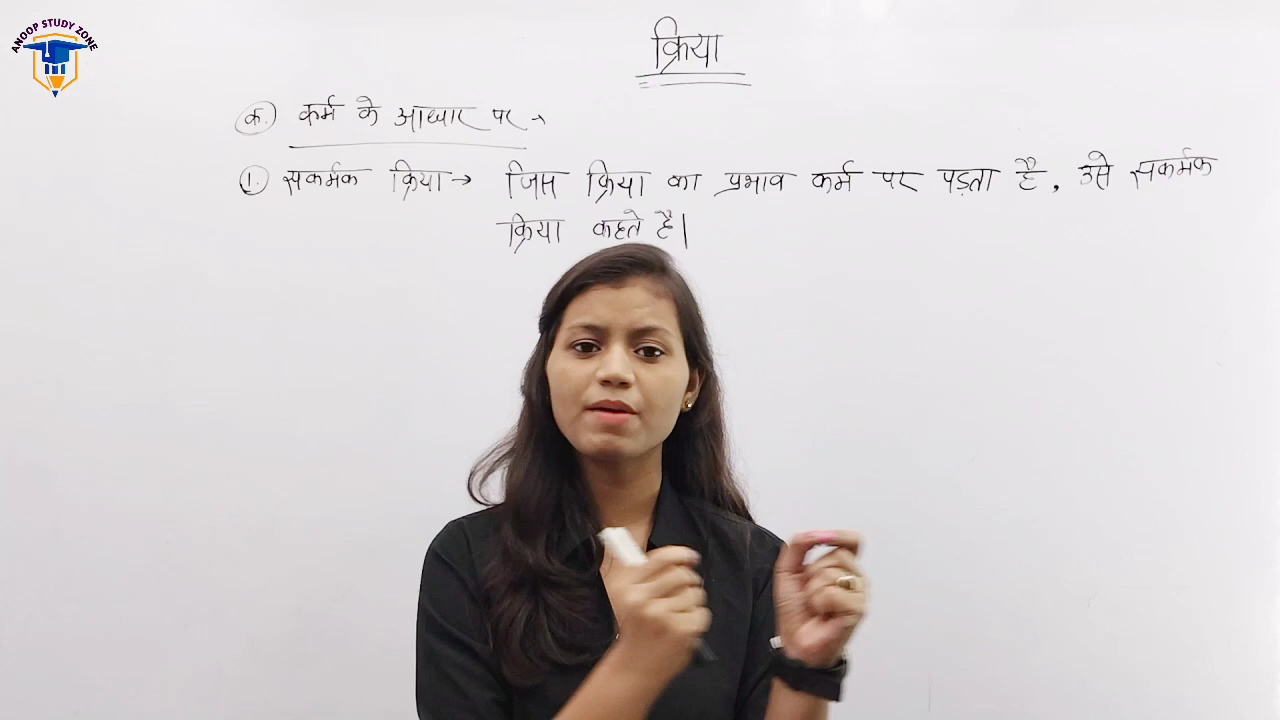 ANOOP STUDY ZONE
क्रिया
क. कर्म के आधार पर →
1. सकर्मक क्रिया → जिस क्रिया का प्रभाव कर्म पर पड़ता है, उसे सकर्मक
क्रिया कहते है।